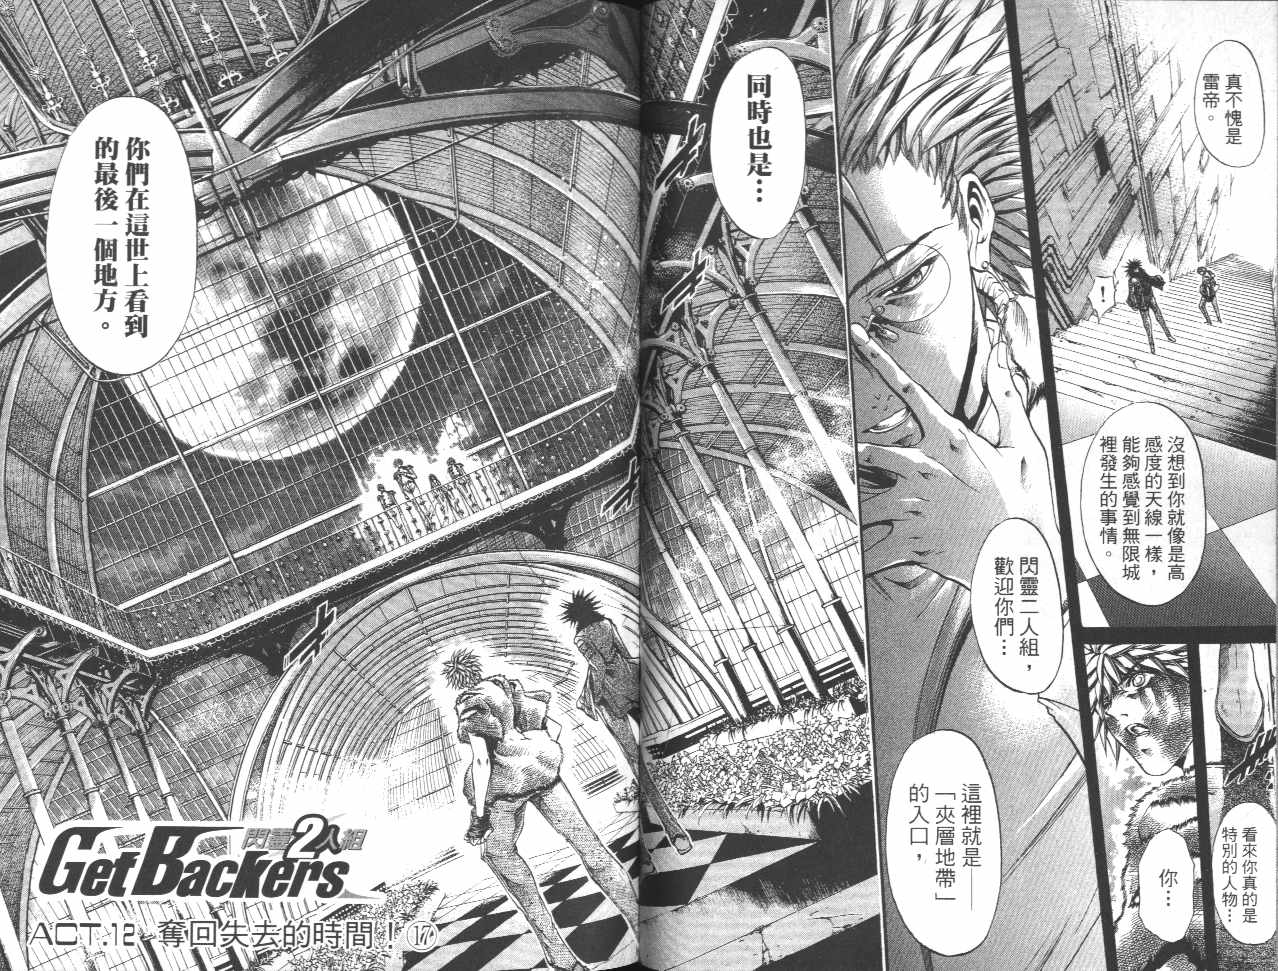 真不愧是
雷帝。
!
沒想到你就像是高
感度的天線一樣，
能夠感覺到無限城
裡發生的事情。
看來你真的是
特別的人物…
你…
閃靈二人組，
歡迎你們…
這裡就是——
「夾層地帶」
的入口，
同時也是…
你們在這世上看到
的最後一個地方。
閃靈2人組
GetBackers
ACT.12 奪回失去的時間！⑰